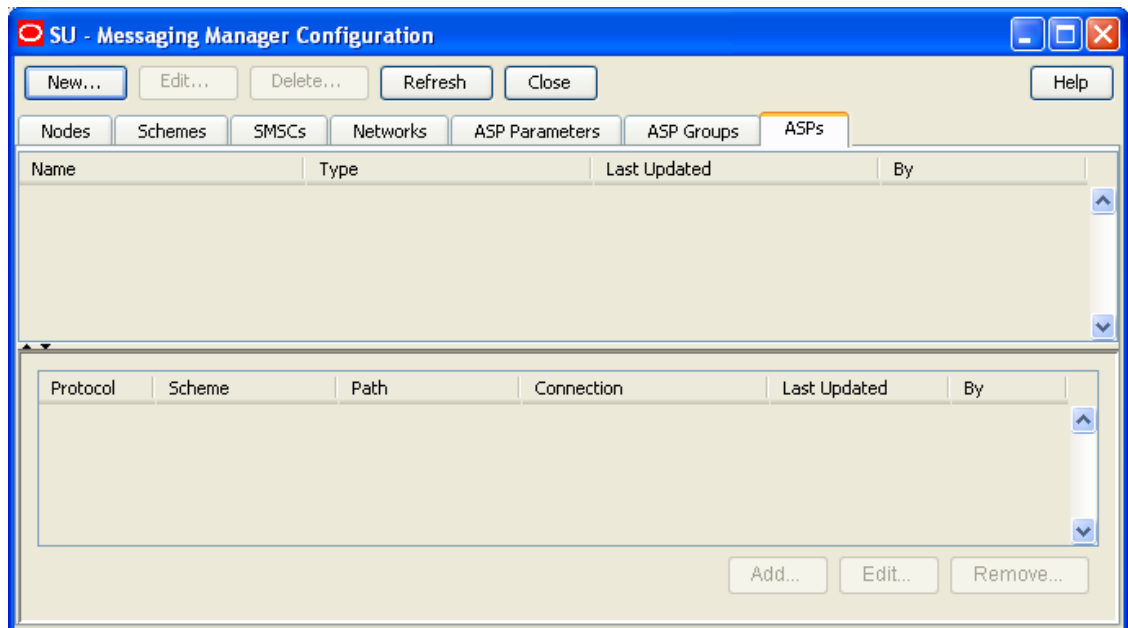 SU - Messaging Manager Configuration
New... Edit... Delete... Refresh Close Help
Nodes Schemes SMSCs Networks ASP Parameters ASP Groups ASPs
Name Type Last Updated By
Protocol Scheme Path Connection Last Updated By
Add... Edit... Remove...